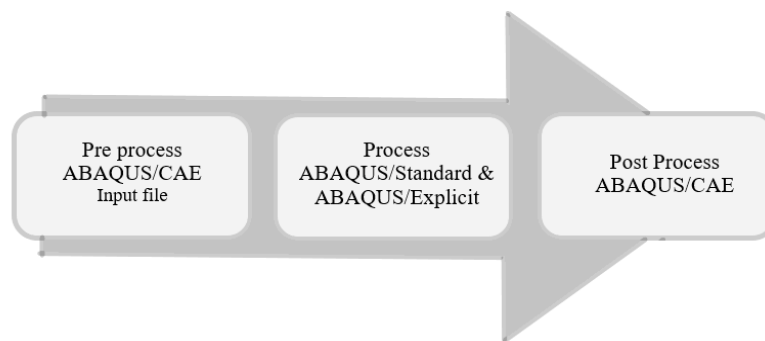 Pre process
ABAQUS/CAE
Input file
Process
ABAQUS/Standard &
ABAQUS/Explicit
Post Process
ABAQUS/CAE